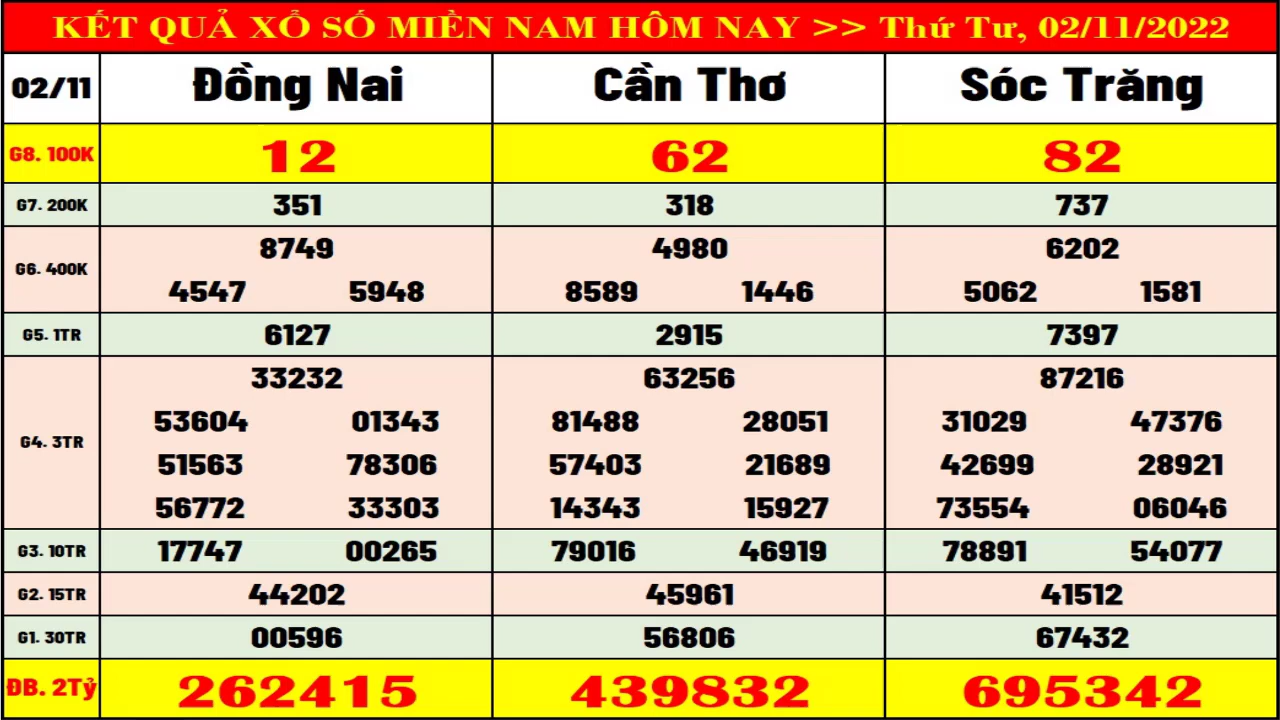 KẾT QUẢ XỔ SỐ MIỀN NAM HÔM NAY >> Thứ Tư, 02/11/2022
02/11 Đồng Nai Cần Thơ Sóc Trăng
G8. 100K 12 62 82
G7. 200K 351 318 737
8749 4980 6202
G6. 400K
4547 5948 8589 1446 5062 1581
G5. 1TR 6127 2915 7397
33232 63256 87216
53604 01343 81488 28051 31029 47376
G4. 3TR
51563 78306 57403 21689 42699 28921
56772 33303 14343 15927 73554 06046
G3. 10TR 17747 00265 79016 46919 78891 54077
G2. 15TR 44202 45961 41512
G1. 30TR 00596 56806 67432
ĐB. 2Tỷ 262415 439832 695342